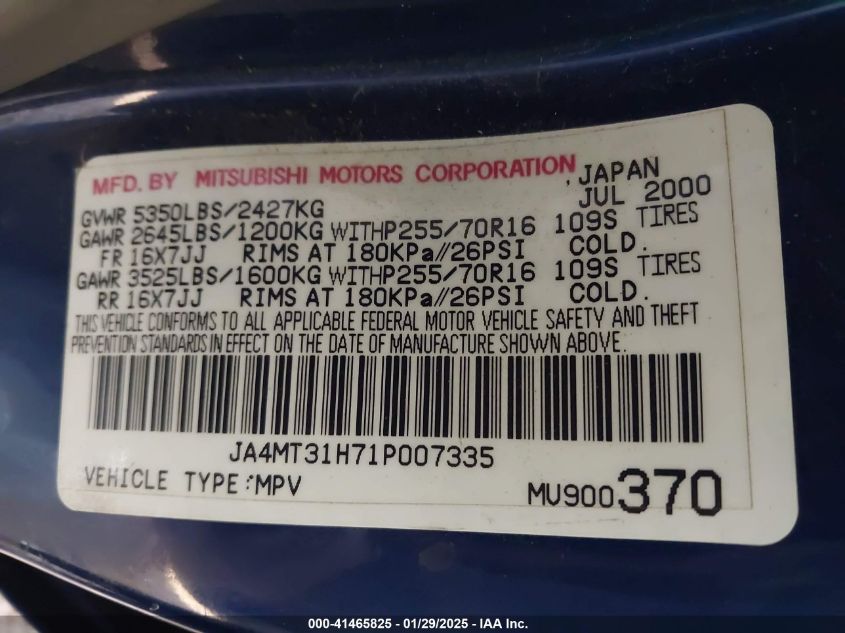 MFD. BY MITSUBISHI MOTORS CORPORATION , JAPAN
JUL 2000
GVWR 5350LBS/2427KG
GAWR 2645LBS/1200KG WITHP255/70R16 109S TIRES
FR 16X7JJ RIMS AT 180KPa//26PSI COLD.
GAWR 3525LBS/1600KG WITHP255/70R16 109S TIRES
RR 16X7JJ RIMS AT 180KPa//26PSI COLD.
THIS VEHICLE CONFORMS TO ALL APPLICABLE FEDERAL MOTOR VEHICLE SAFETY AND THEFT
PREVENTION STANDARDS IN EFFECT ON THE DATE OF MANUFACTURE SHOWN ABOVE.
JA4MT31H71P007335
VEHICLE TYPE:MPV MU900370
000-41465825 - 01/29/2025 - IAA Inc.